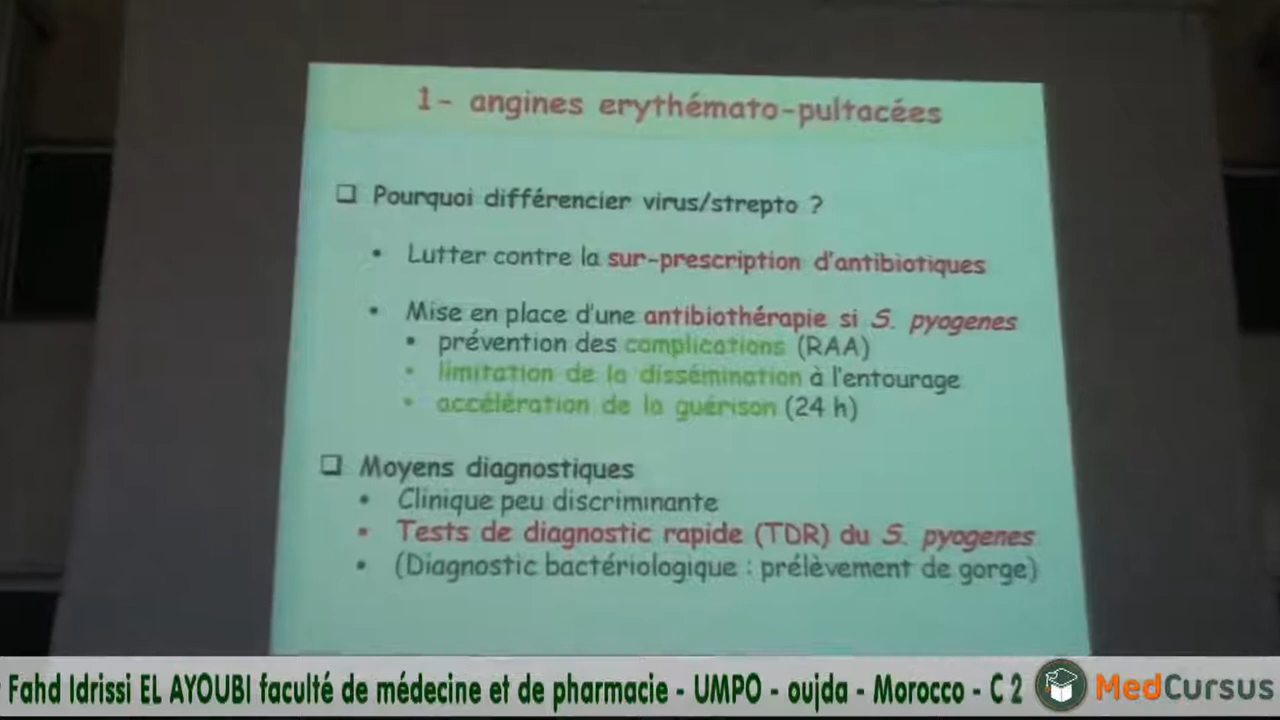 1- angines erythémato-pultacées
❑ Pourquoi différencier virus/strepto ?
• Lutter contre la sur-prescription d'antibiotiques
• Mise en place d'une antibiothérapie si S. pyogenes
• prévention des complications (RAA)
• limitation de la dissémination à l'entourage
• accélération de la guérison (24 h)
❑ Moyens diagnostiques
• Clinique peu discriminante
• Tests de diagnostic rapide (TDR) du S. pyogenes
• (Diagnostic bactériologique : prélèvement de gorge)
Fahd Idrissi EL AYOUBI faculté de médecine et de pharmacie - UMPO - oujda - Morocco - C 2 MedCursus